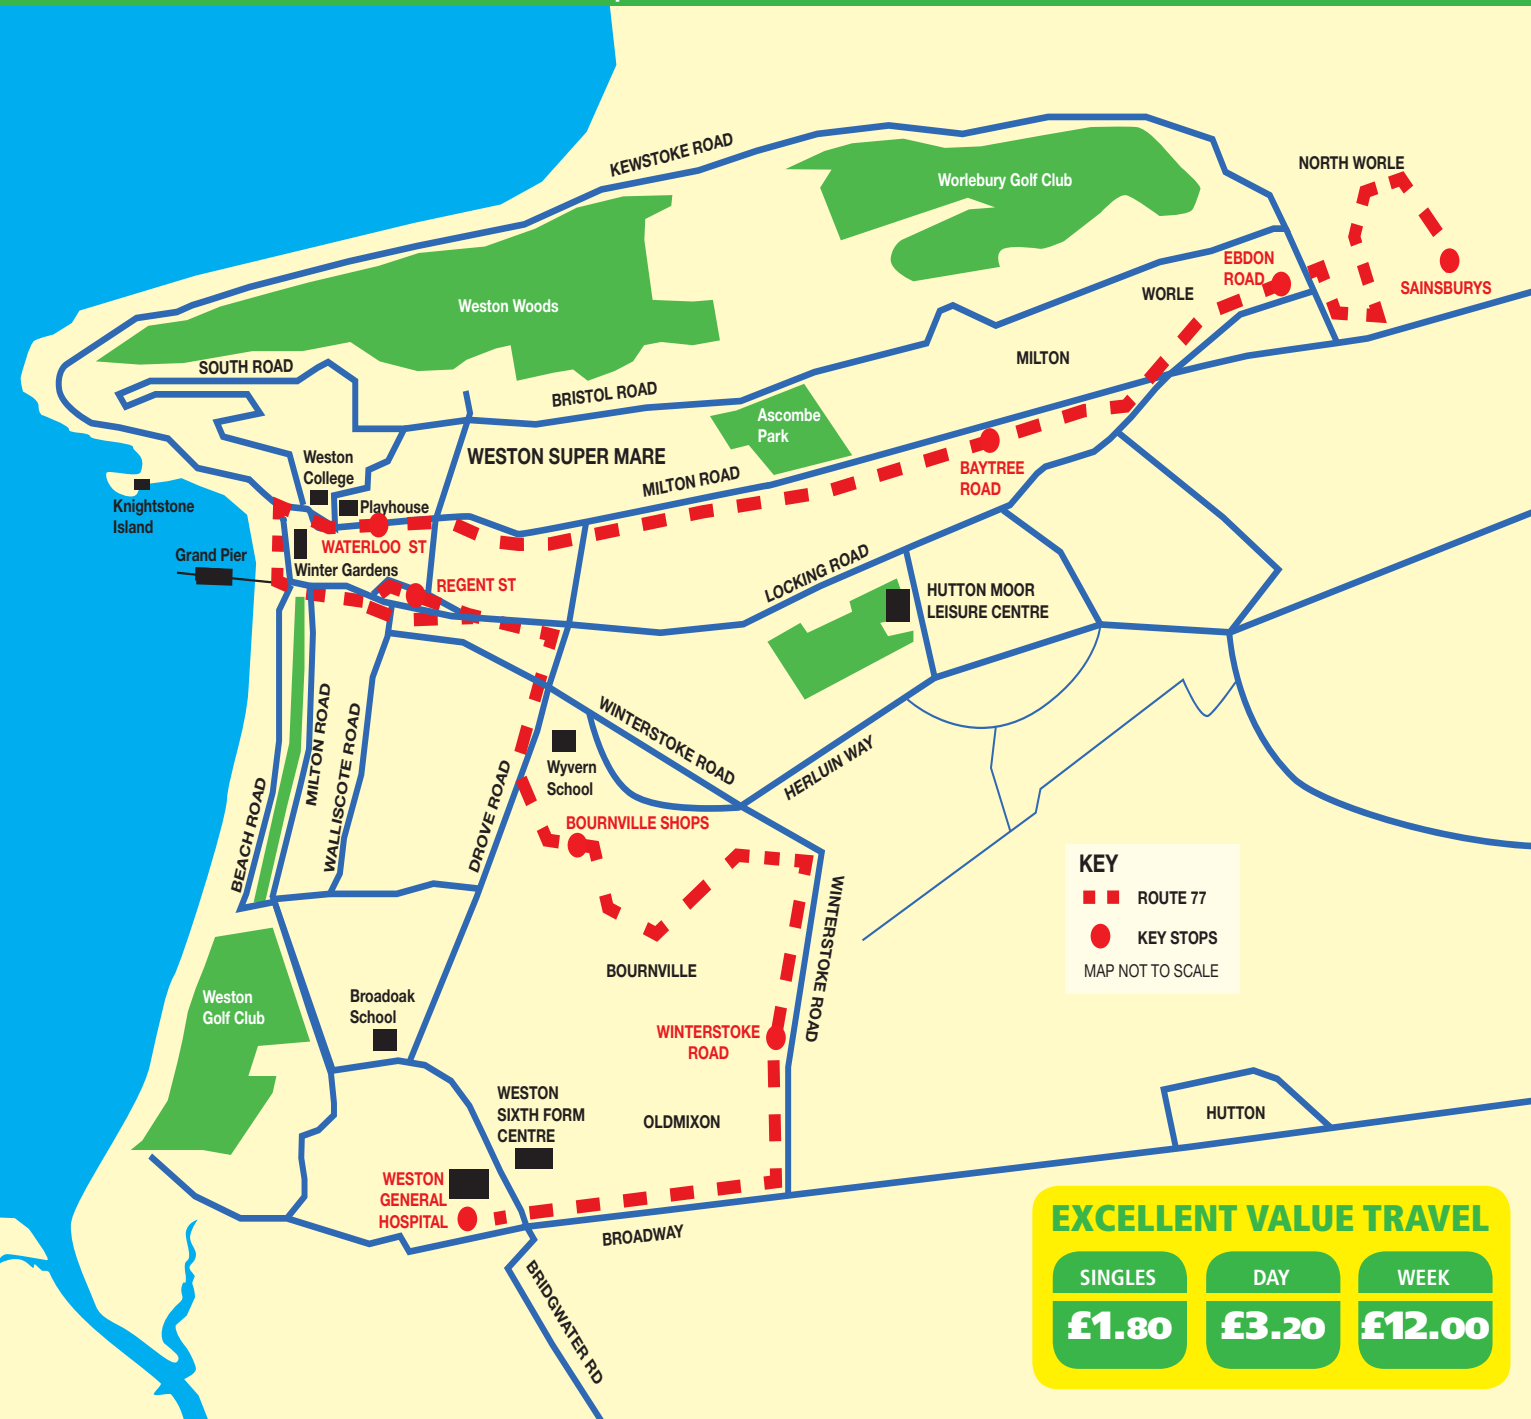 KEWSTOKE ROAD
Worlebury Golf Club
NORTH WORLE
EBDON
ROAD
SAINSBURYS
WORLE
Weston Woods
MILTON
SOUTH ROAD
BRISTOL ROAD
Ascombe
Park
WESTON SUPER MARE
Weston
College
MILTON ROAD
BAYTREE
ROAD
Knightstone
Island
Playhouse
WATERLOO ST
Grand Pier
Winter Gardens
REGENT ST
LOCKING ROAD
HUTTON MOOR
LEISURE CENTRE
MILTON ROAD
WALLISCOTE ROAD
BEACH ROAD
DROVE ROAD
WINTERSTOKE ROAD
Wyvern
School
HERLUIN WAY
BOURNVILLE SHOPS
KEY
ROUTE 77
KEY STOPS
MAP NOT TO SCALE
WINTERSTOKE ROAD
BOURNVILLE
Weston
Golf Club
Broadoak
School
WINTERSTOKE
ROAD
WESTON
SIXTH FORM
CENTRE
OLDMIXON
HUTTON
WESTON
GENERAL
HOSPITAL
BROADWAY
BRIDGWATER RD
EXCELLENT VALUE TRAVEL
SINGLES
£1.80
DAY
£3.20
WEEK
£12.00